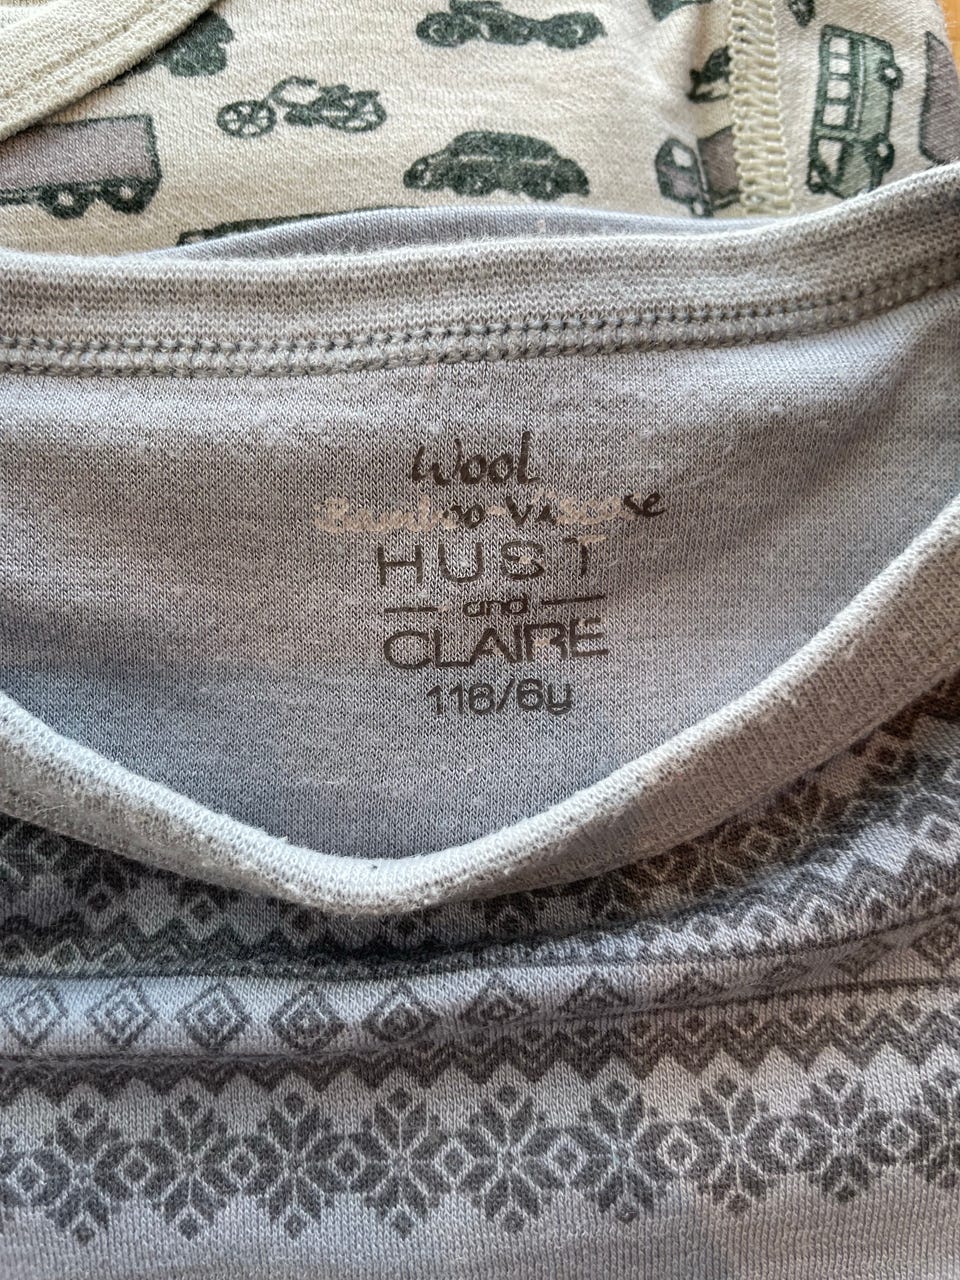 Wool
Bamboo-Viscose
HUST
and
CLAIRE
116/6y